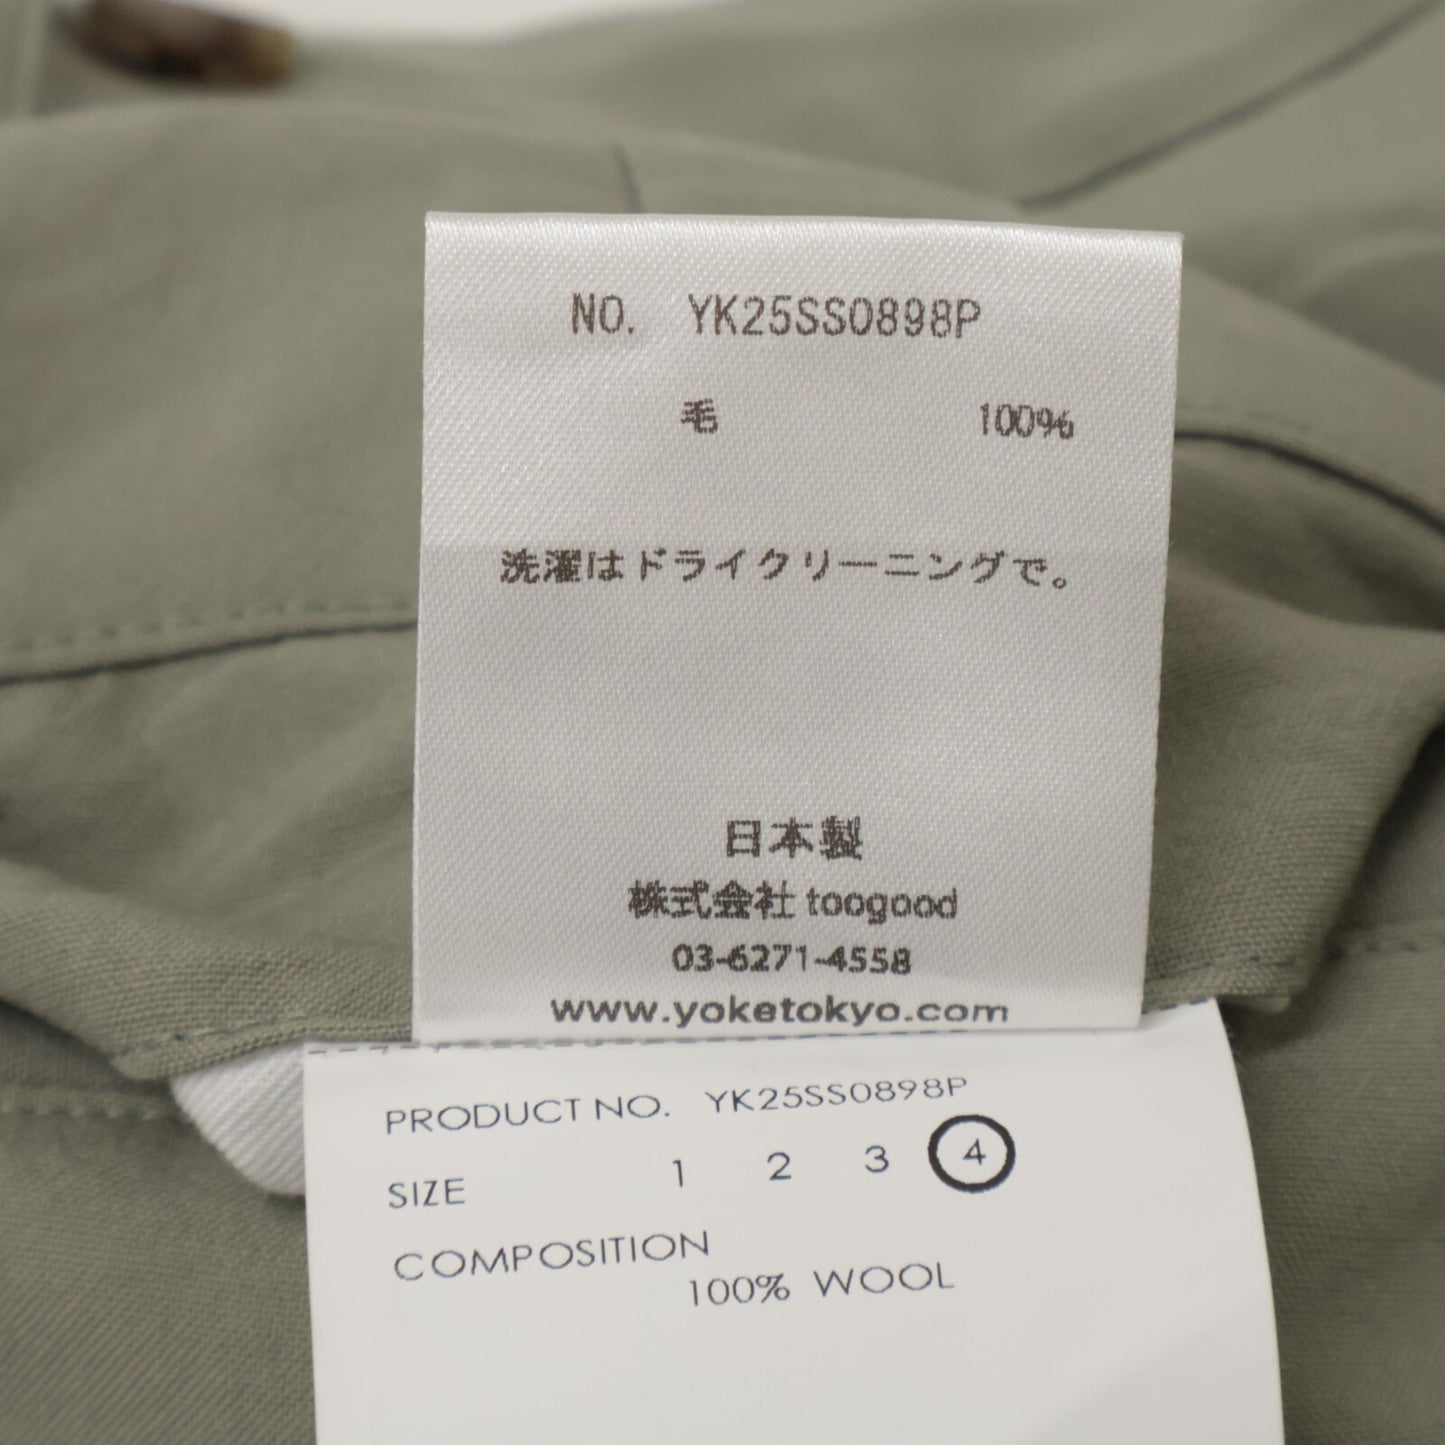 NO. YK25SS0898P
毛 100%
洗濯はドライクリーニングで。
日本製
株式会社 toogood
03-6271-4558
www.yoketokyo.com
PRODUCT NO. YK25SS0898P
SIZE 1 2 3 4
COMPOSITION
100% WOOL